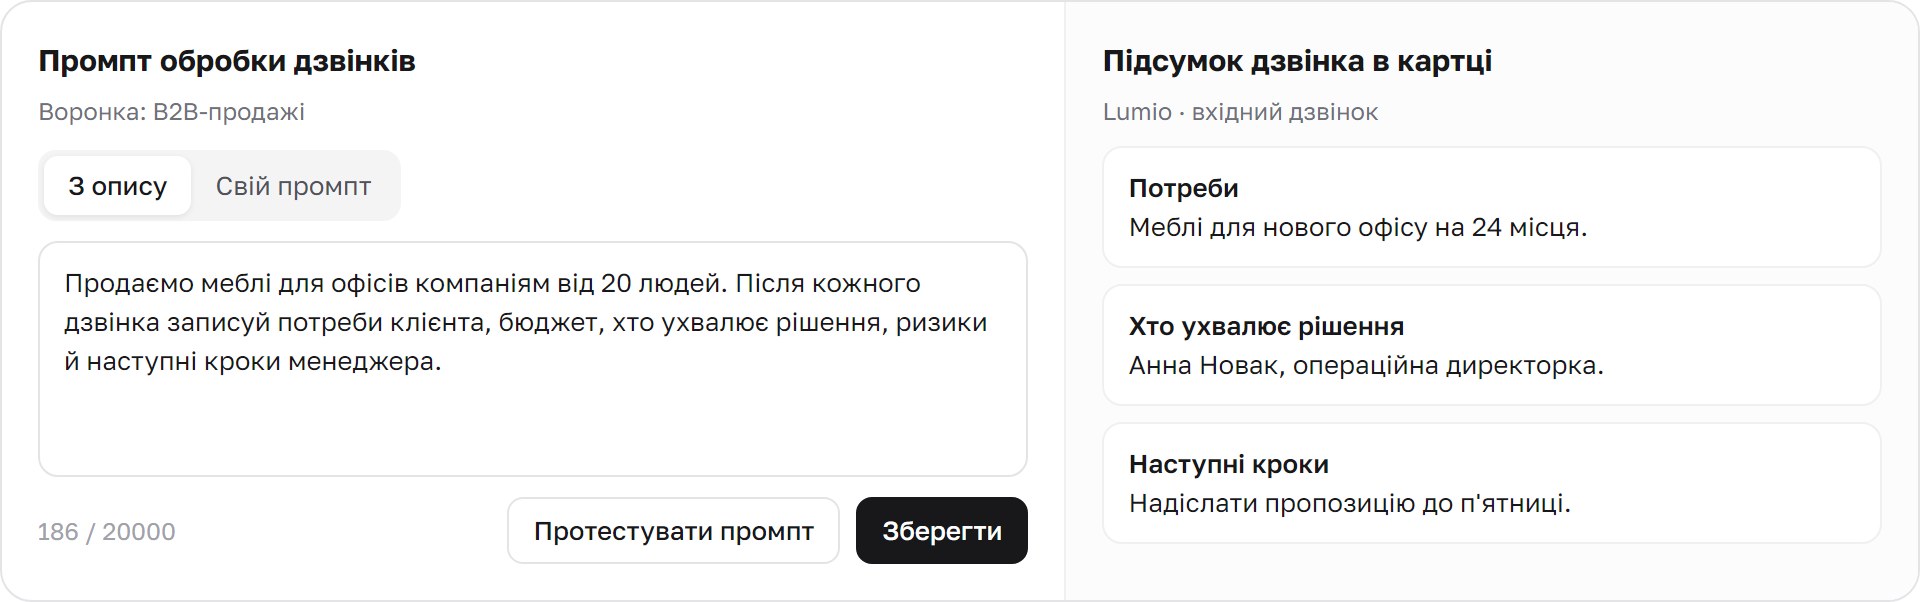 Промпт обробки дзвінків
Воронка: B2B-продажі
З опису
Свій промпт
Продаємо меблі для офісів компаніям від 20 людей. Після кожного
дзвінка записуй потреби клієнта, бюджет, хто ухвалює рішення, ризики
й наступні кроки менеджера.
186 / 20000
Протестувати промпт
Зберегти
Підсумок дзвінка в картці
Lumio · вхідний дзвінок
Потреби
Меблі для нового офісу на 24 місця.
Хто ухвалює рішення
Анна Новак, операційна директорка.
Наступні кроки
Надіслати пропозицію до п'ятниці.